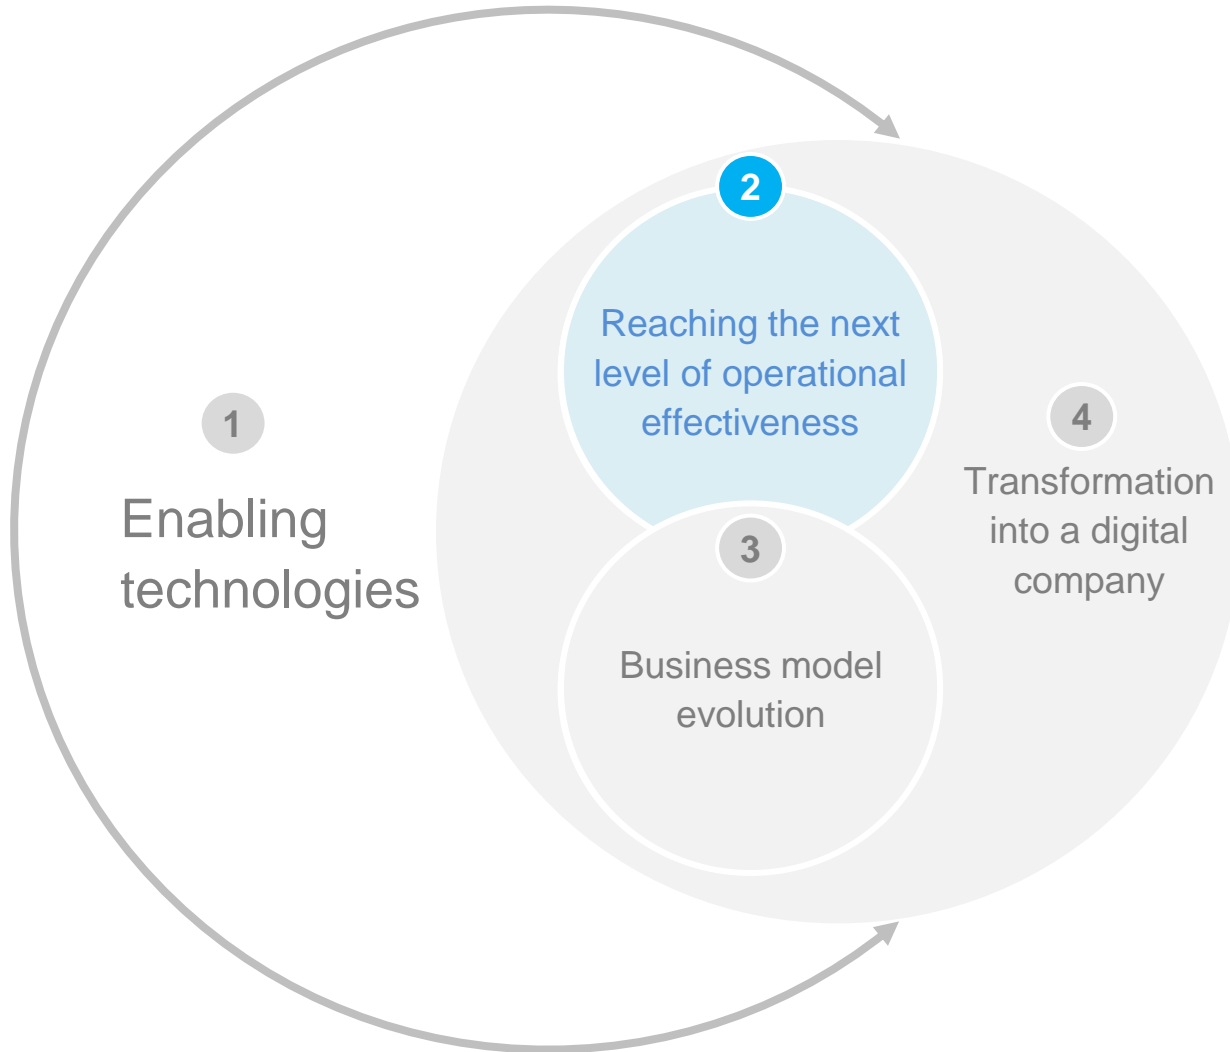 1
Enabling
technologies
2
Reaching the next
level of operational
effectiveness
3
Business model
evolution
4
Transformation
into a digital
company